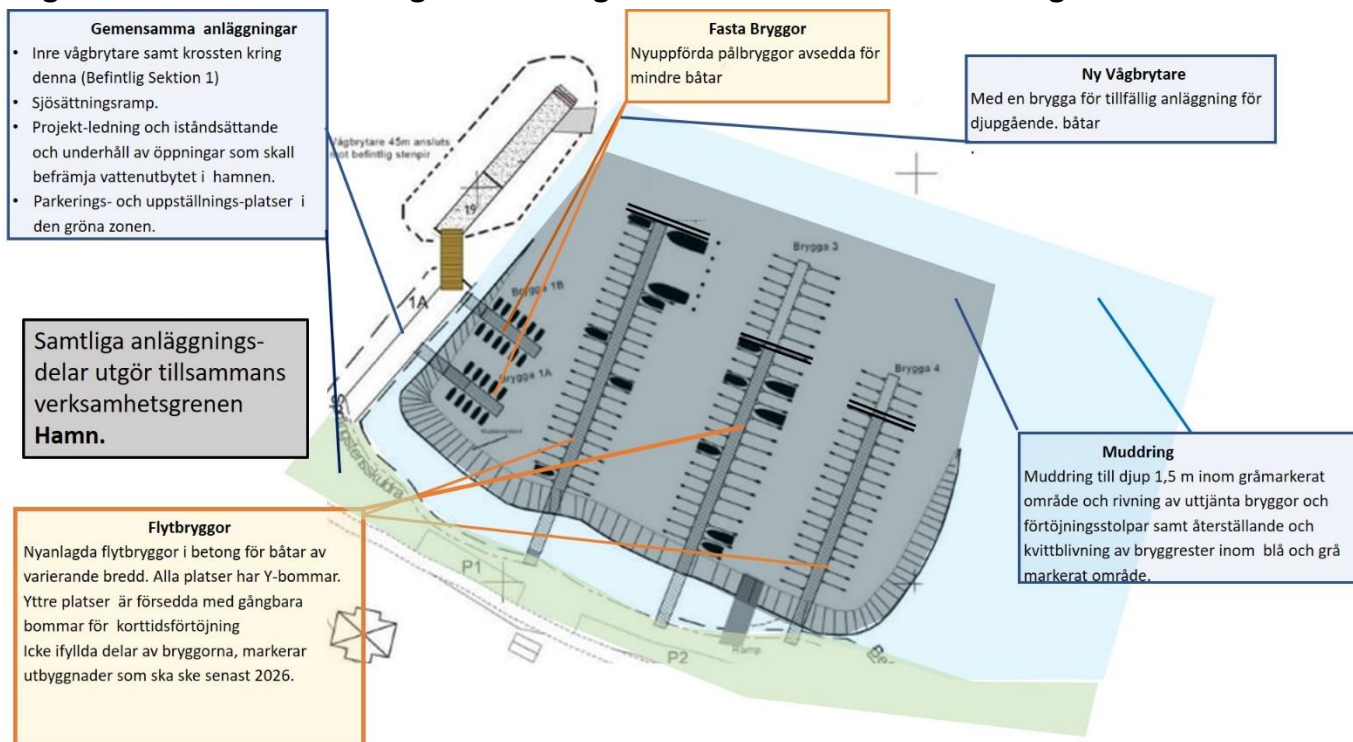 Gemensamma anläggningar
• Inre vågbrytare samt krossten kring
denna (Befintlig Sektion 1)
• Sjösättningsramp.
• Projekt-ledning och iståndsättande
och underhåll av öppningar som skall
befrämja vattenutbytet i hamnen.
• Parkerings- och uppställnings-platser i
den gröna zonen.
Fasta Bryggor
Nyuppförda pålbryggor avsedda för
mindre båtar
Ny Vågbrytare
Med en brygga för tillfällig anläggning för
djupgående. båtar
Vågbrytare 45m ansluts
mot befintlig stenpir
19
1A
Brygga 1B
Brygga 1A
Brygga 3
Brygga 4
Samtliga anläggnings-
delar utgör tillsammans
verksamhetsgrenen
Hamn.
Muddring
Muddring till djup 1,5 m inom gråmarkerat
område och rivning av uttjänta bryggor och
förtöjningsstolpar samt återställande och
kvittblivning av bryggrester inom blå och grå
markerat område.
Flytbryggor
Nyanlagda flytbryggor i betong för båtar av
varierande bredd. Alla platser har Y-bommar.
Yttre platser är försedda med gångbara
bommar för korttidsförtöjning
Icke ifyllda delar av bryggorna, markerar
utbyggnader som ska ske senast 2026.
P1
P2
Ramp